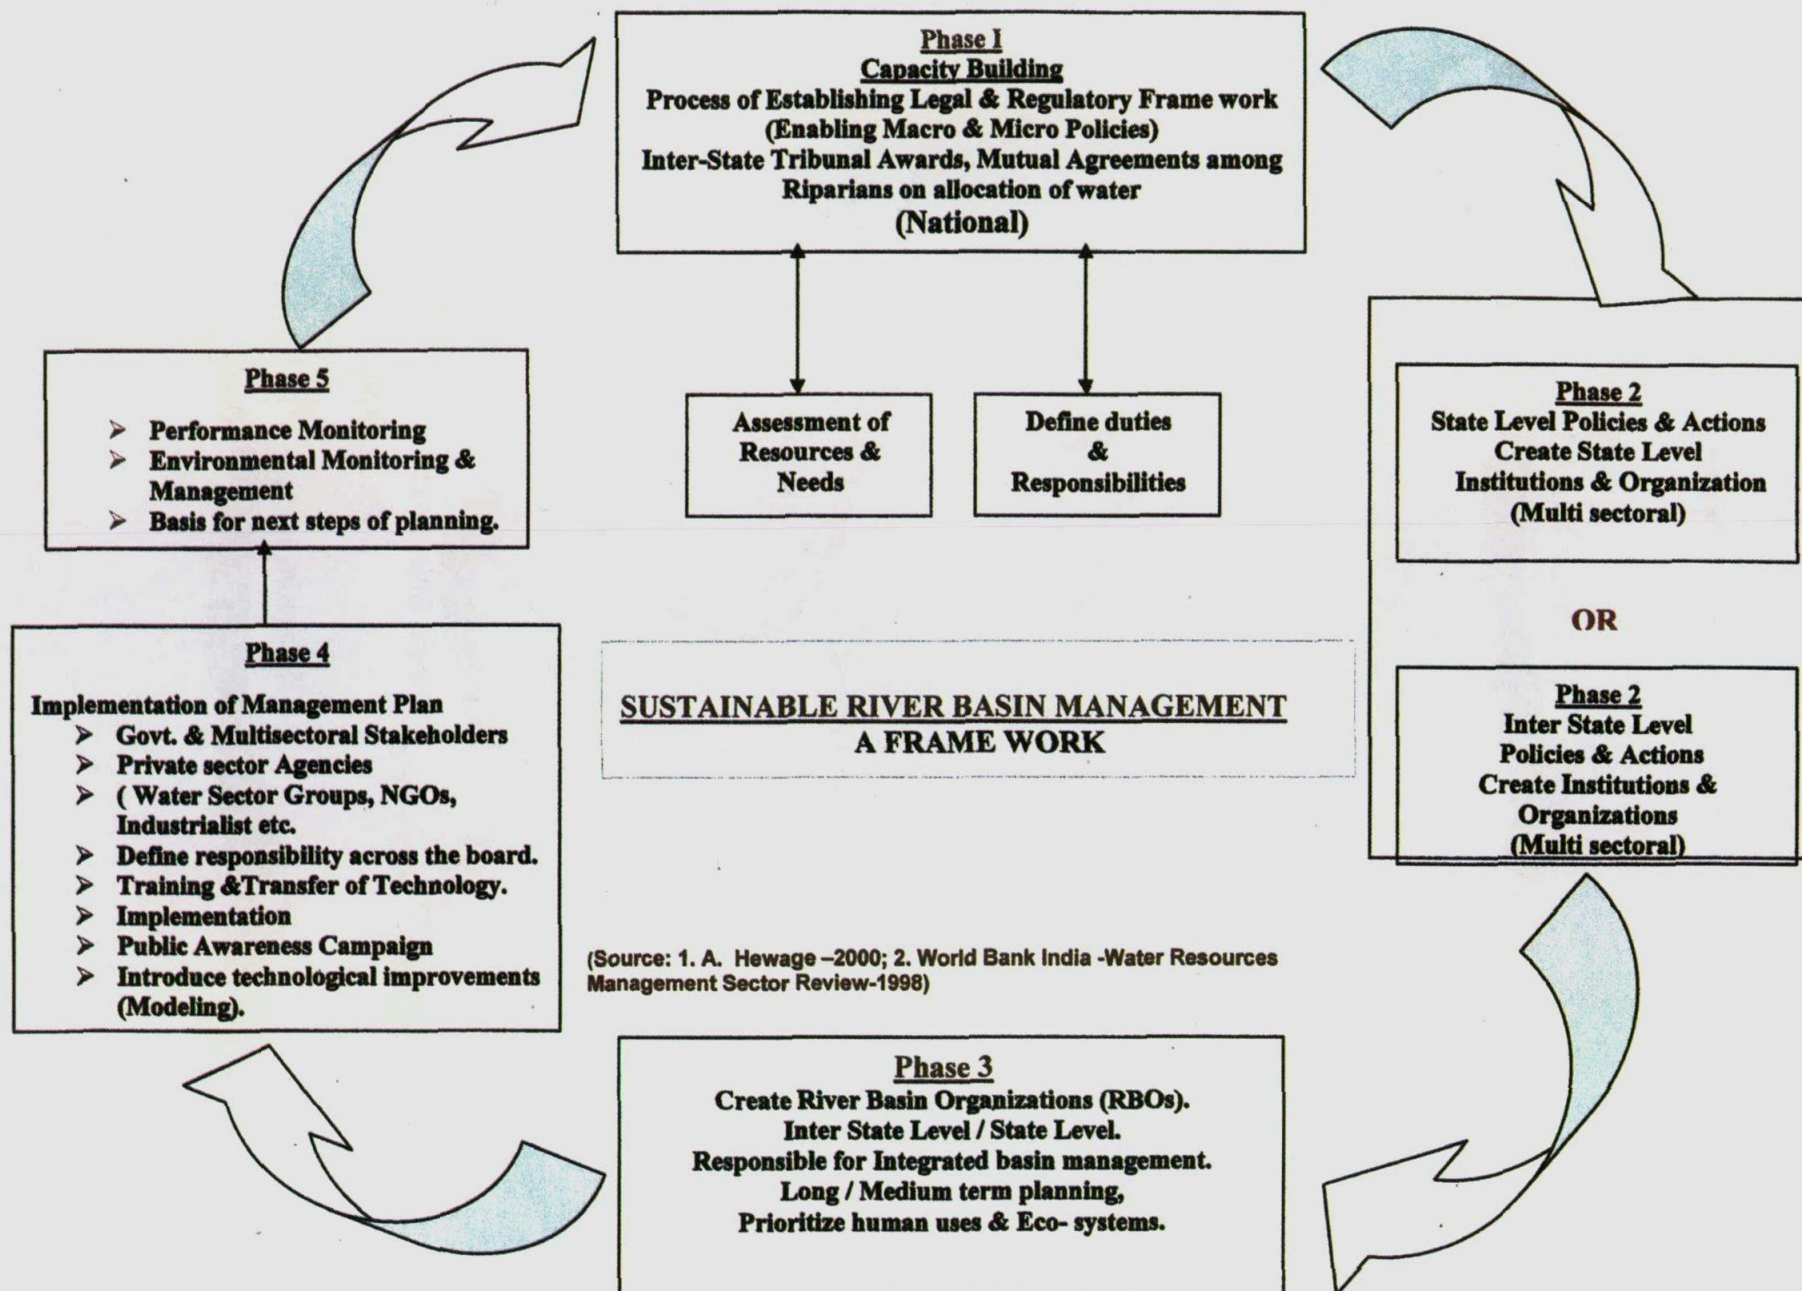 Phase I
Capacity Building
Process of Establishing Legal & Regulatory Frame work
(Enabling Macro & Micro Policies)
Inter-State Tribunal Awards, Mutual Agreements among
Riparians on allocation of water
(National)
Assessment of
Resources &
Needs
Define duties
&
Responsibilities
Phase 2
State Level Policies & Actions
Create State Level
Institutions & Organization
(Multi sectoral)
OR
Phase 2
Inter State Level
Policies & Actions
Create Institutions &
Organizations
(Multi sectoral)
Phase 3
Create River Basin Organizations (RBOs).
Inter State Level / State Level.
Responsible for Integrated basin management.
Long / Medium term planning,
Prioritize human uses & Eco- systems.
Phase 4
Implementation of Management Plan
➢ Govt. & Multisectoral Stakeholders
➢ Private sector Agencies
➢ ( Water Sector Groups, NGOs,
Industrialist etc.
➢ Define responsibility across the board.
➢ Training &Transfer of Technology.
➢ Implementation
➢ Public Awareness Campaign
➢ Introduce technological improvements
(Modeling).
Phase 5
➢ Performance Monitoring
➢ Environmental Monitoring &
Management
➢ Basis for next steps of planning.
SUSTAINABLE RIVER BASIN MANAGEMENT
A FRAME WORK
(Source: 1. A. Hewage –2000; 2. World Bank India -Water Resources
Management Sector Review-1998)